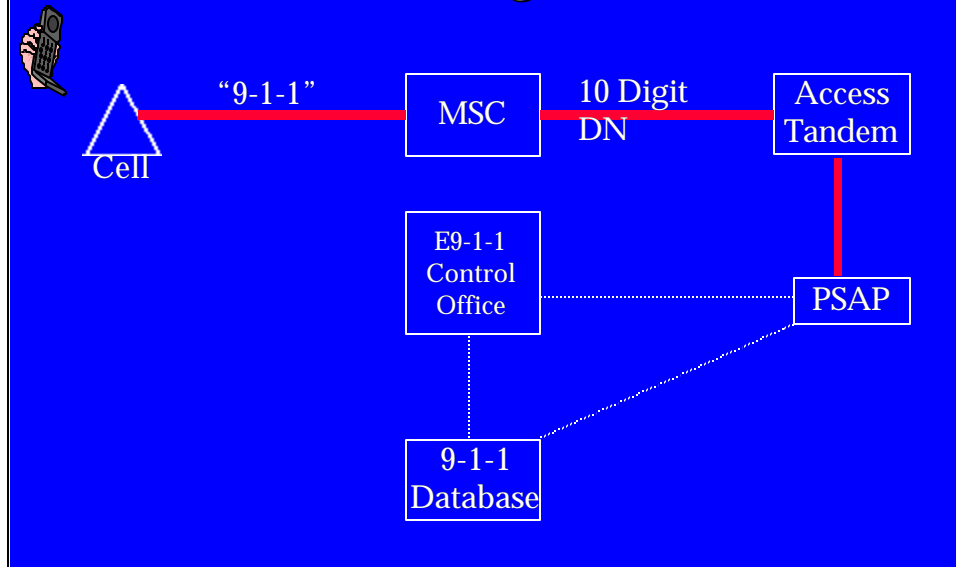 “9-1-1”
MSC
10 Digit
DN
Access
Tandem
Cell
E9-1-1
Control
Office
PSAP
9-1-1
Database